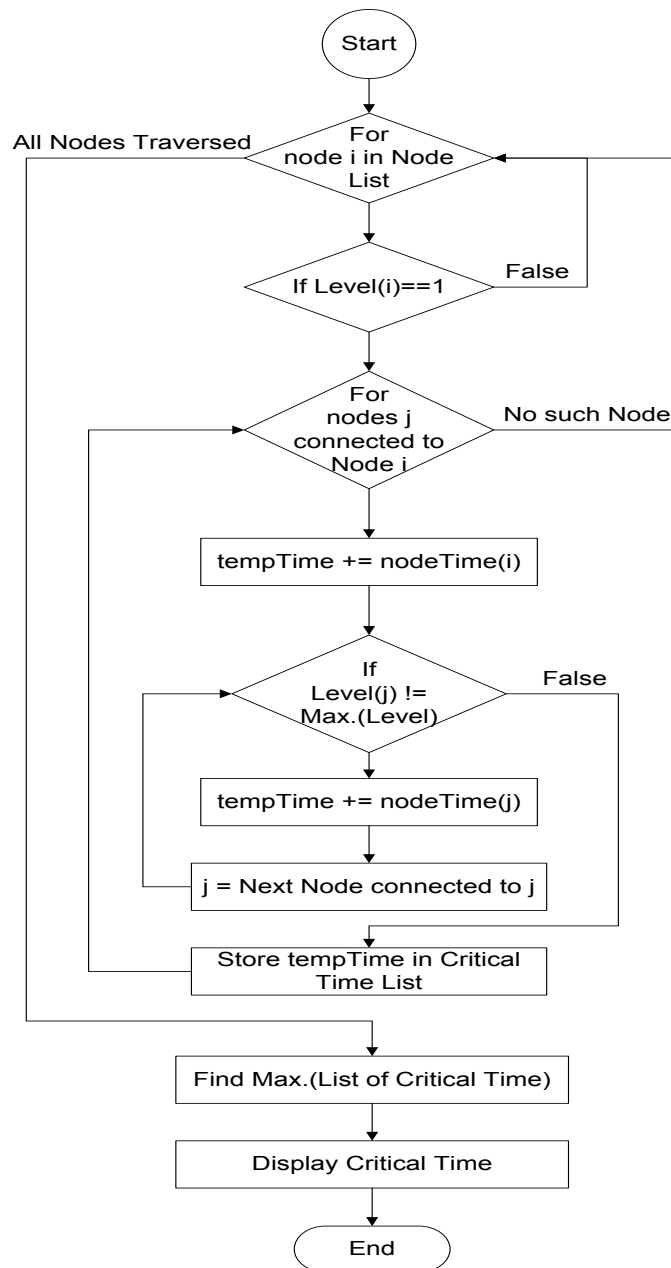 Start
All Nodes Traversed
For
node i in Node
List
If Level(i)==1
False
For
nodes j
connected to
Node i
No such Node
tempTime += nodeTime(i)
If
Level(j) !=
Max.(Level)
False
tempTime += nodeTime(j)
j = Next Node connected to j
Store tempTime in Critical
Time List
Find Max.(List of Critical Time)
Display Critical Time
End